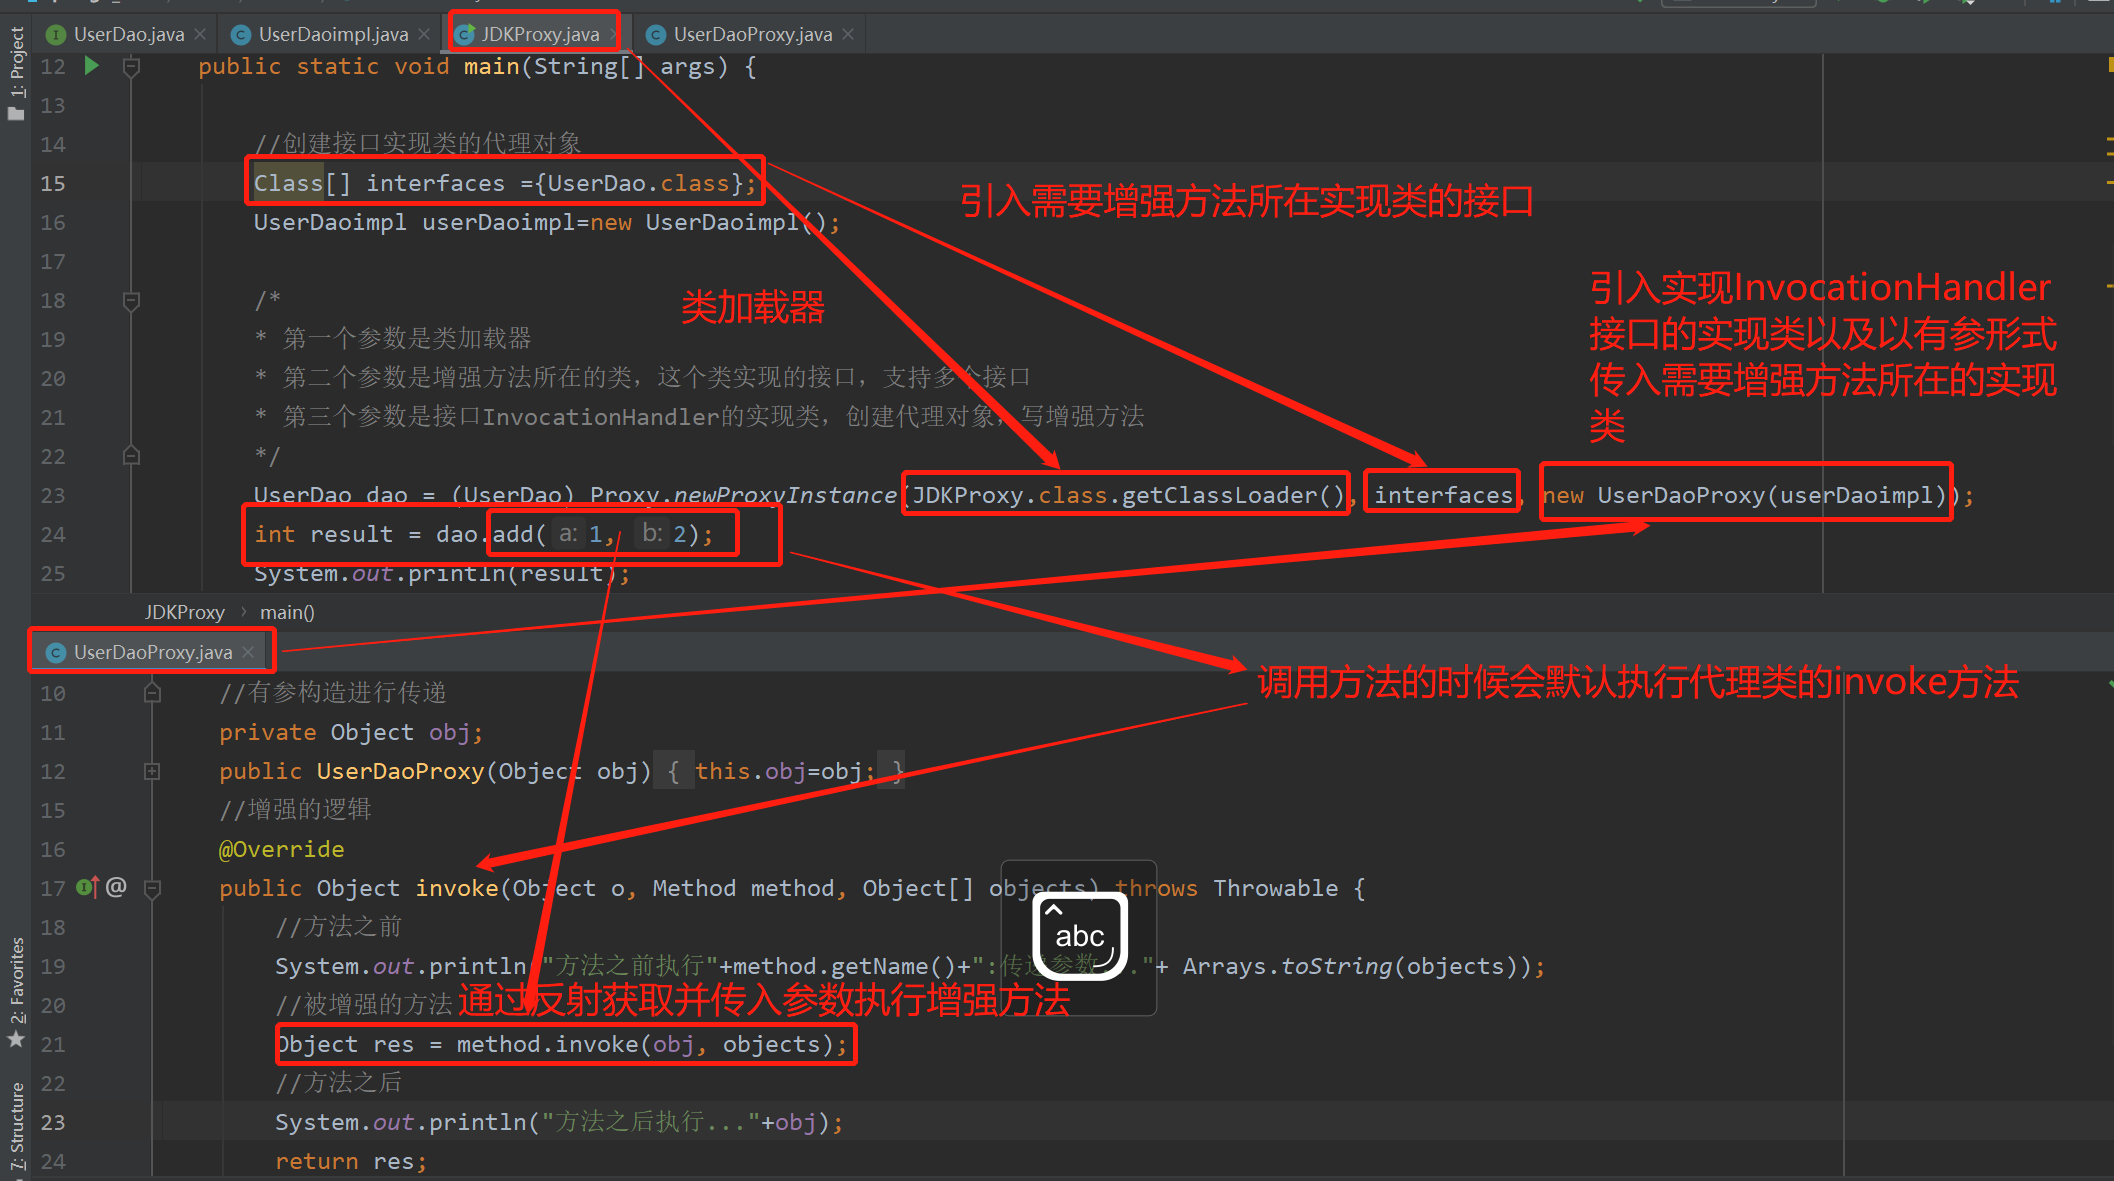 1: Project
UserDao.java
UserDaoimpl.java
JDKProxy.java
UserDaoProxy.java
12 public static void main(String[] args) {
13
14 //创建接口实现类的代理对象
15 Class[] interfaces ={UserDao.class};
引入需要增强方法所在实现类的接口
16 UserDaoimpl userDaoimpl=new UserDaoimpl();
17
18 /*
类加载器
引入实现InvocationHandler
接口的实现类以及以有参形式
传入需要增强方法所在的实现
类
19 * 第一个参数是类加载器
20 * 第二个参数是增强方法所在的类，这个类实现的接口，支持多个接口
21 * 第三个参数是接口InvocationHandler的实现类，创建代理对象，写增强方法
22 */
23 UserDao dao = (UserDao) Proxy.newProxyInstance(JDKProxy.class.getClassLoader(), interfaces, new UserDaoProxy(userDaoimpl));
24 int result = dao.add( a: 1, b: 2);
25 System.out.println(result);
JDKProxy › main()
UserDaoProxy.java
调用方法的时候会默认执行代理类的invoke方法
10 //有参构造进行传递
11 private Object obj;
12 public UserDaoProxy(Object obj) { this.obj=obj; }
15 //增强的逻辑
16 @Override
17 public Object invoke(Object o, Method method, Object[] objects) throws Throwable {
18 //方法之前
abc
19 System.out.println("方法之前执行"+method.getName()+":传递参数..."+ Arrays.toString(objects));
20 //被增强的方法
通过反射获取并传入参数执行增强方法
21 Object res = method.invoke(obj, objects);
22 //方法之后
23 System.out.println("方法之后执行..."+obj);
24 return res;
2: Favorites
7: Structure